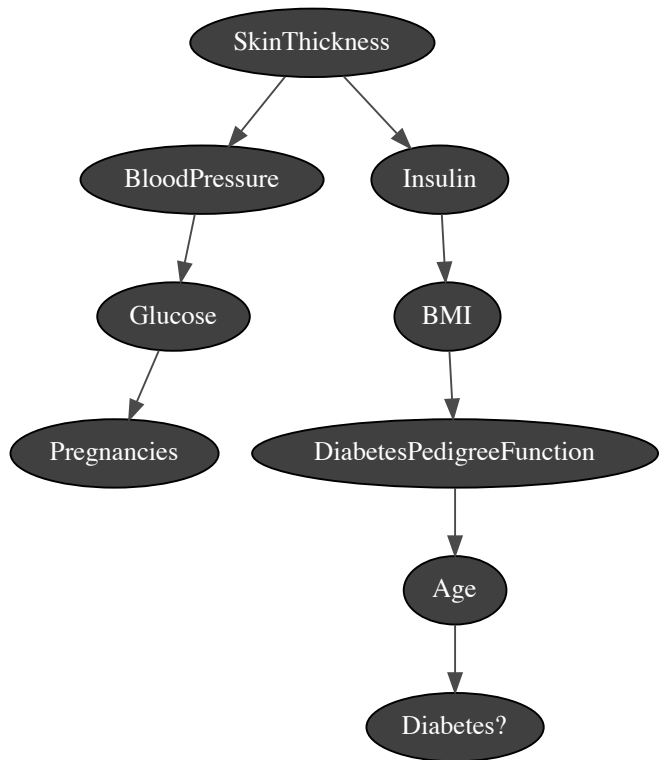 SkinThickness
BloodPressure
Insulin
Glucose
BMI
Pregnancies
DiabetesPedigreeFunction
Age
Diabetes?